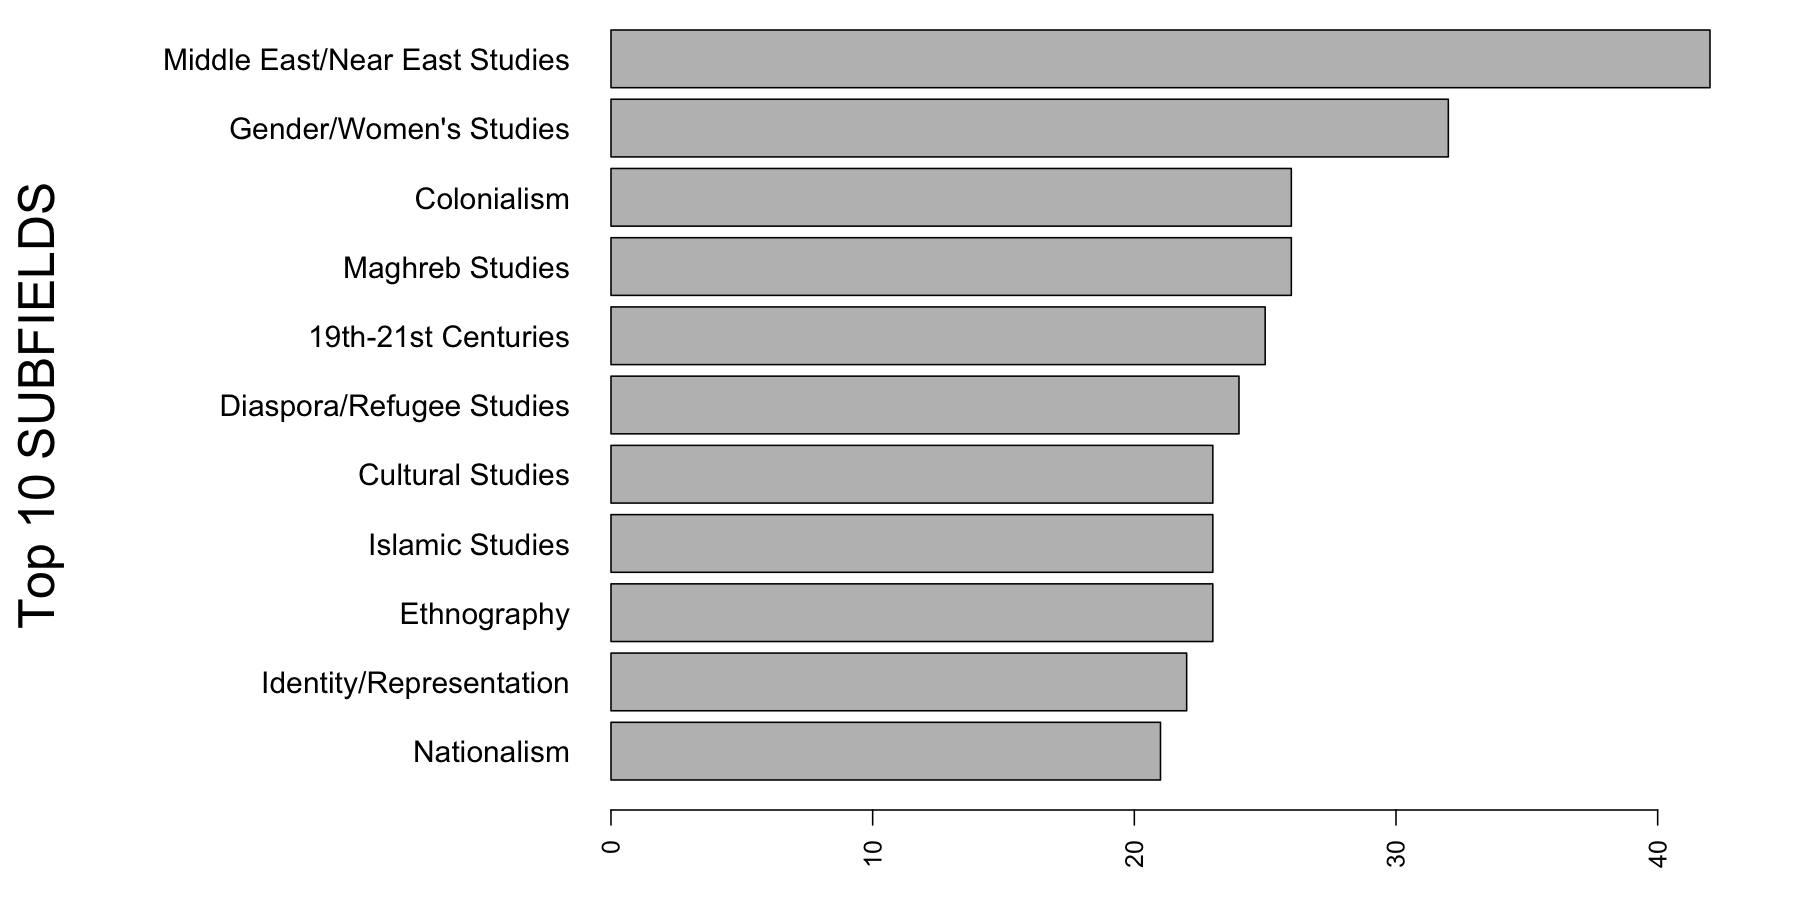 Top 10 SUBFIELDS
Middle East/Near East Studies
Gender/Women's Studies
Colonialism
Maghreb Studies
19th-21st Centuries
Diaspora/Refugee Studies
Cultural Studies
Islamic Studies
Ethnography
Identity/Representation
Nationalism
0 10 20 30 40